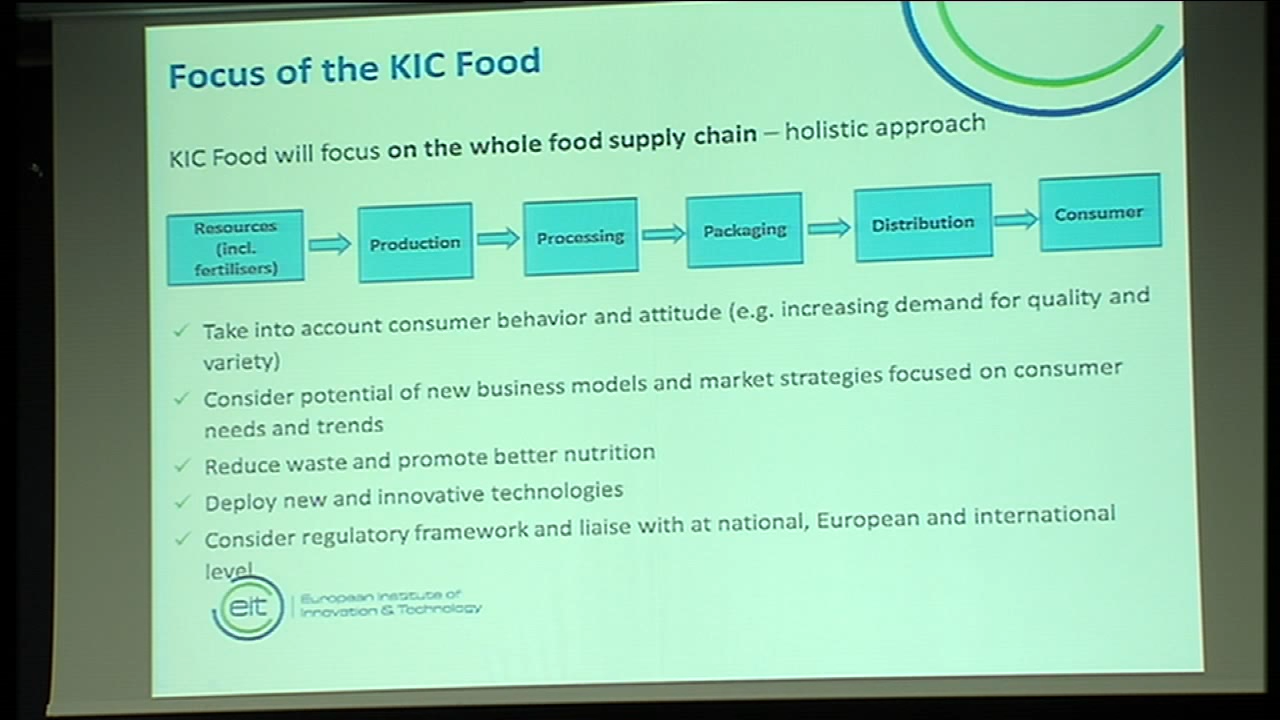 Focus of the KIC Food
KIC Food will focus on the whole food supply chain – holistic approach
Resources
(incl.
fertilisers)
Production
Processing
Packaging
Distribution
Consumer
✓ Take into account consumer behavior and attitude (e.g. increasing demand for quality and
variety)
✓ Consider potential of new business models and market strategies focused on consumer
needs and trends
✓ Reduce waste and promote better nutrition
✓ Deploy new and innovative technologies
✓ Consider regulatory framework and liaise with at national, European and international
level
eit
European Institute of
Innovation & Technology